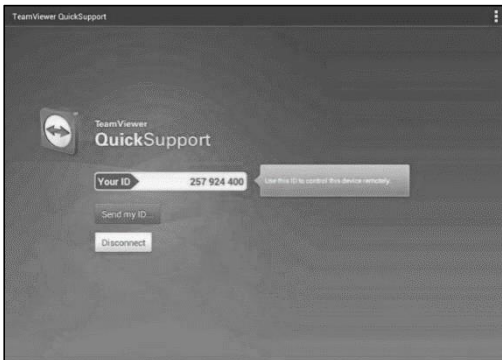 TeamViewer QuickSupport
TeamViewer
QuickSupport
Your ID 257 924 400
Use this ID to control this device remotely.
Send my ID...
Disconnect